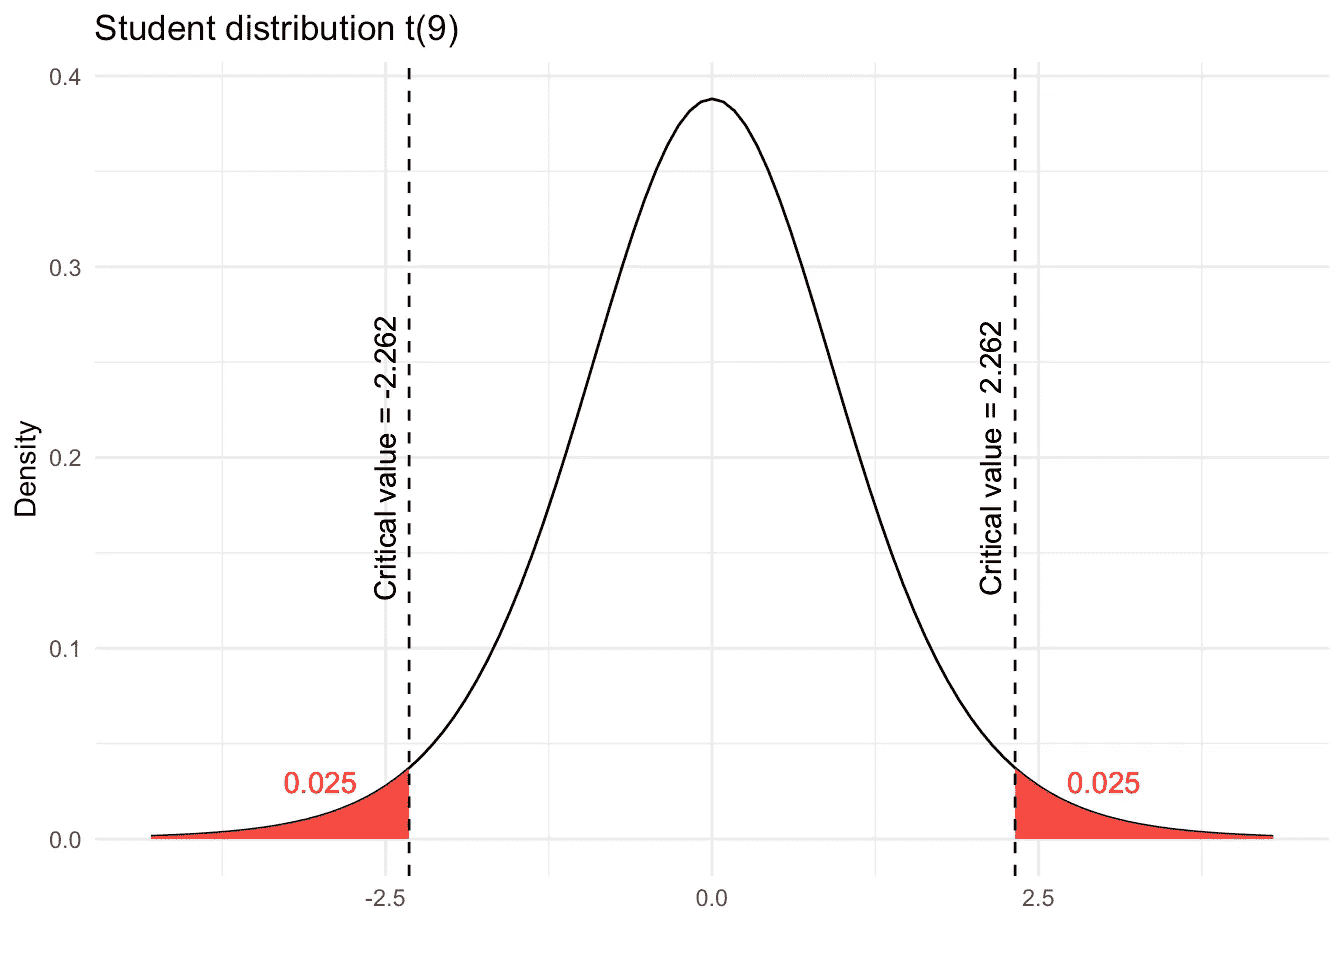 Student distribution t(9)
0.4
0.3
0.2
0.1
0.0
Density
Critical value = -2.262
Critical value = 2.262
0.025
0.025
-2.5
0.0
2.5